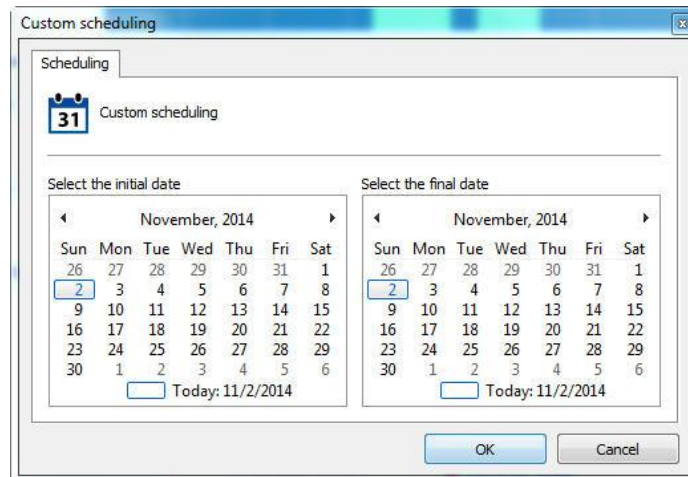 Custom scheduling
Scheduling
31 Custom scheduling
Select the initial date
November, 2014
Sun Mon Tue Wed Thu Fri Sat
26 27 28 29 30 31 1
2 3 4 5 6 7 8
9 10 11 12 13 14 15
16 17 18 19 20 21 22
23 24 25 26 27 28 29
30 1 2 3 4 5 6
Today: 11/2/2014
Select the final date
November, 2014
Sun Mon Tue Wed Thu Fri Sat
26 27 28 29 30 31 1
2 3 4 5 6 7 8
9 10 11 12 13 14 15
16 17 18 19 20 21 22
23 24 25 26 27 28 29
30 1 2 3 4 5 6
Today: 11/2/2014
OK Cancel